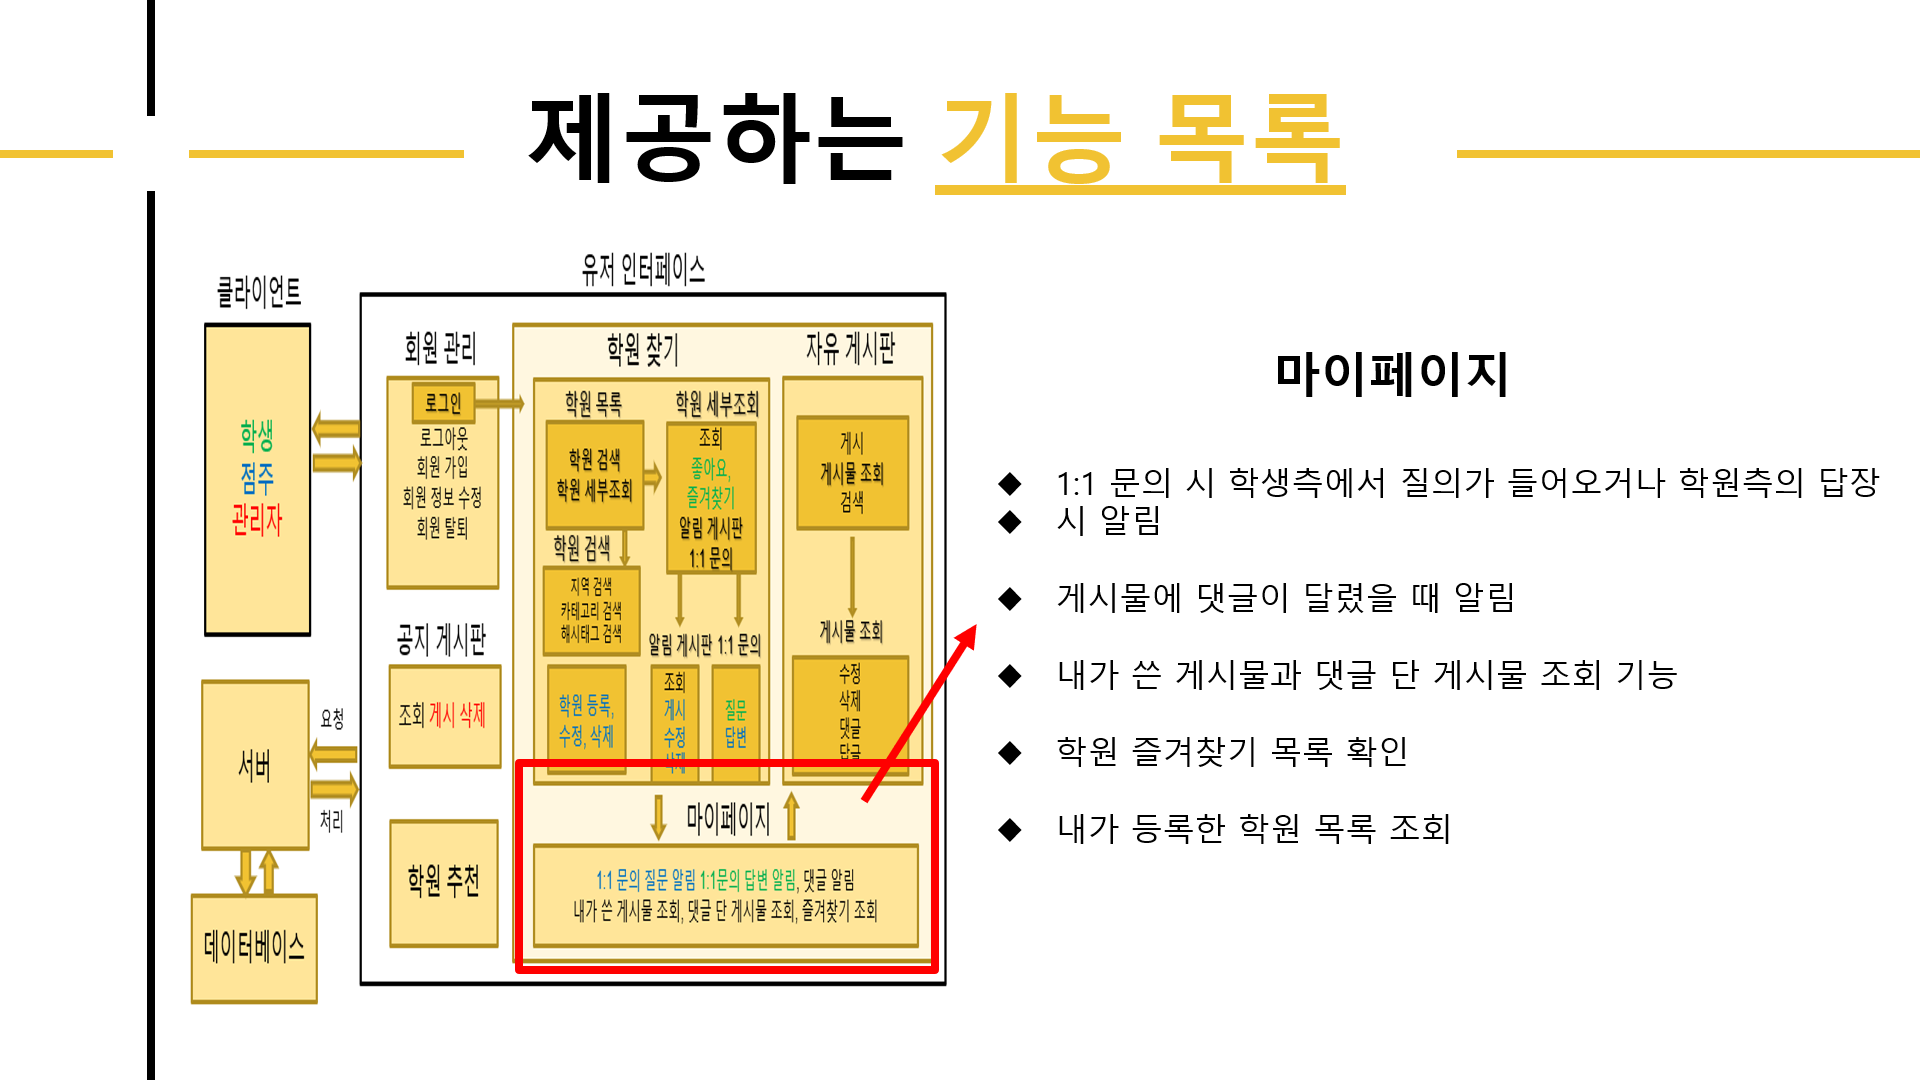 제공하는 기능 목록
유저 인터페이스
클라이언트
학생
점주
관리자
서버
데이터베이스
요청
처리
회원 관리
로그인
로그아웃
회원 가입
회원 정보 수정
회원 탈퇴
공지 게시판
조회 게시 삭제
학원 추천
학원 찾기
학원 목록
학원 검색
학원 세부조회
학원 검색
지역 검색
카테고리 검색
해시태그 검색
학원 등록,
수정, 삭제
학원 세부조회
조회
좋아요,
즐겨찾기
알림 게시판
1:1 문의
알림 게시판 1:1 문의
조회
게시
수정
삭제
질문
답변
자유 게시판
게시
게시물 조회
검색
게시물 조회
수정
삭제
댓글
답글
마이페이지
1:1 문의 질문 알림 1:1문의 답변 알림, 댓글 알림
내가 쓴 게시물 조회, 댓글 단 게시물 조회, 즐겨찾기 조회
마이페이지
◆ 1:1 문의 시 학생측에서 질의가 들어오거나 학원측의 답장
◆ 시 알림
◆ 게시물에 댓글이 달렸을 때 알림
◆ 내가 쓴 게시물과 댓글 단 게시물 조회 기능
◆ 학원 즐겨찾기 목록 확인
◆ 내가 등록한 학원 목록 조회